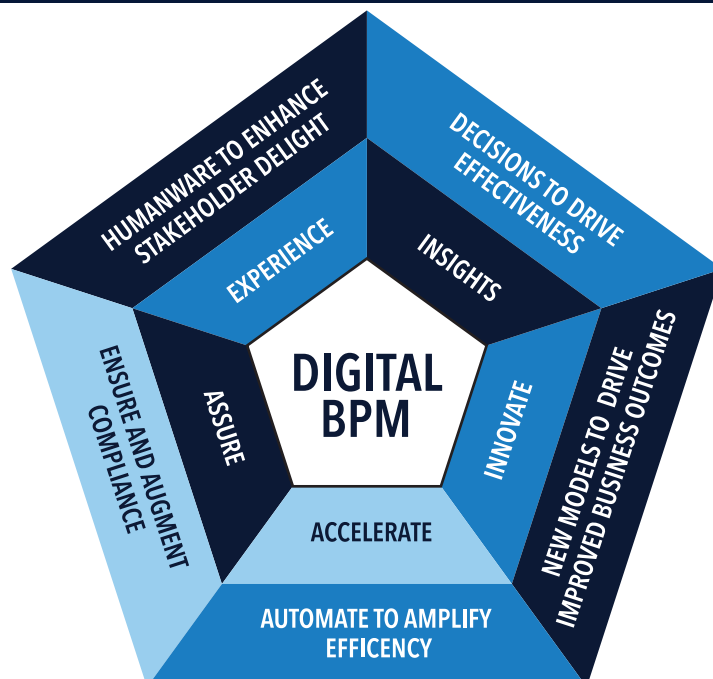 HUMANWARE TO ENHANCE
STAKEHOLDER DELIGHT
EXPERIENCE
DECISIONS TO DRIVE
EFFECTIVENESS
INSIGHTS
DIGITAL
BPM
ENSURE AND AUGMENT
COMPLIANCE
ASSURE
INNOVATE
NEW MODELS TO DRIVE
IMPROVED BUSINESS OUTCOMES
ACCELERATE
AUTOMATE TO AMPLIFY
EFFICENCY